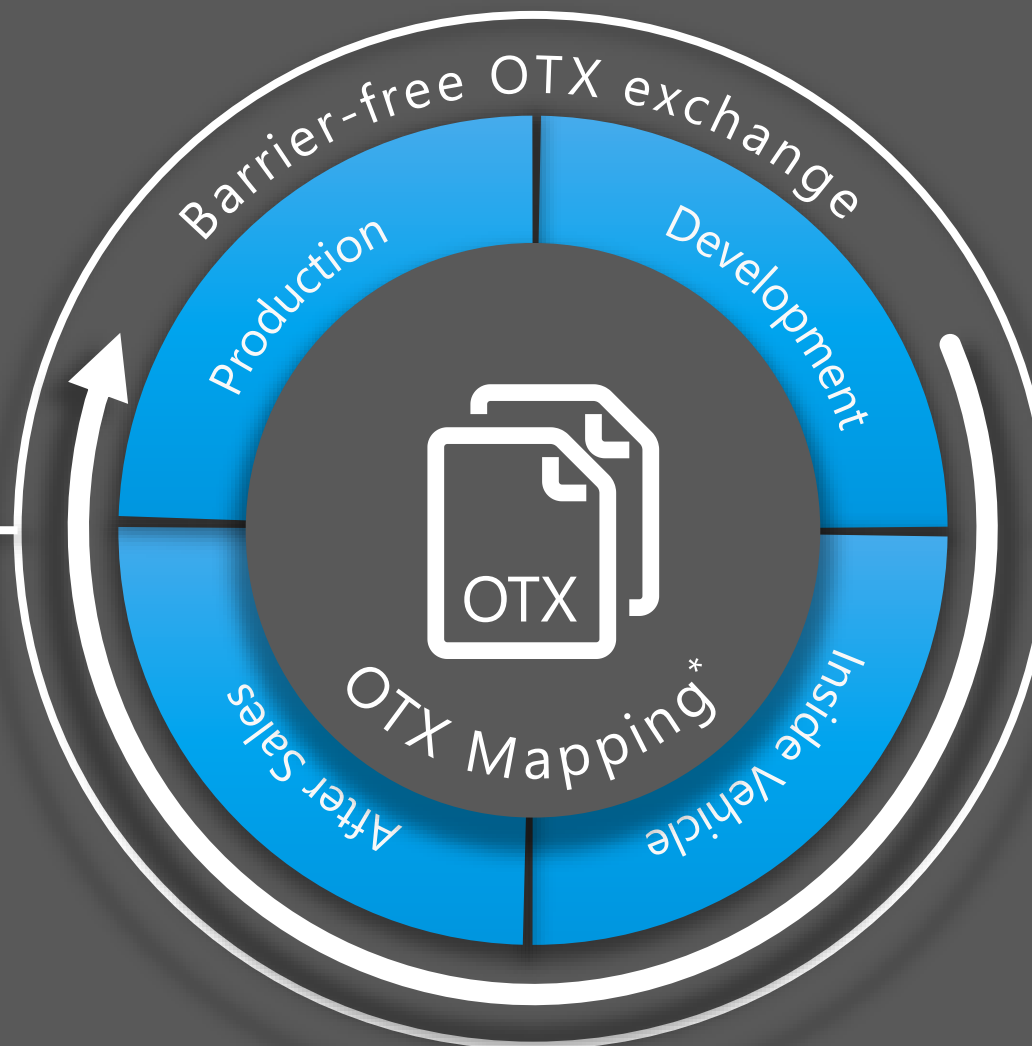 Barrier-free OTX exchange
Production
Development
OTX
OTX Mapping*
After Sales
Inside Vehicle